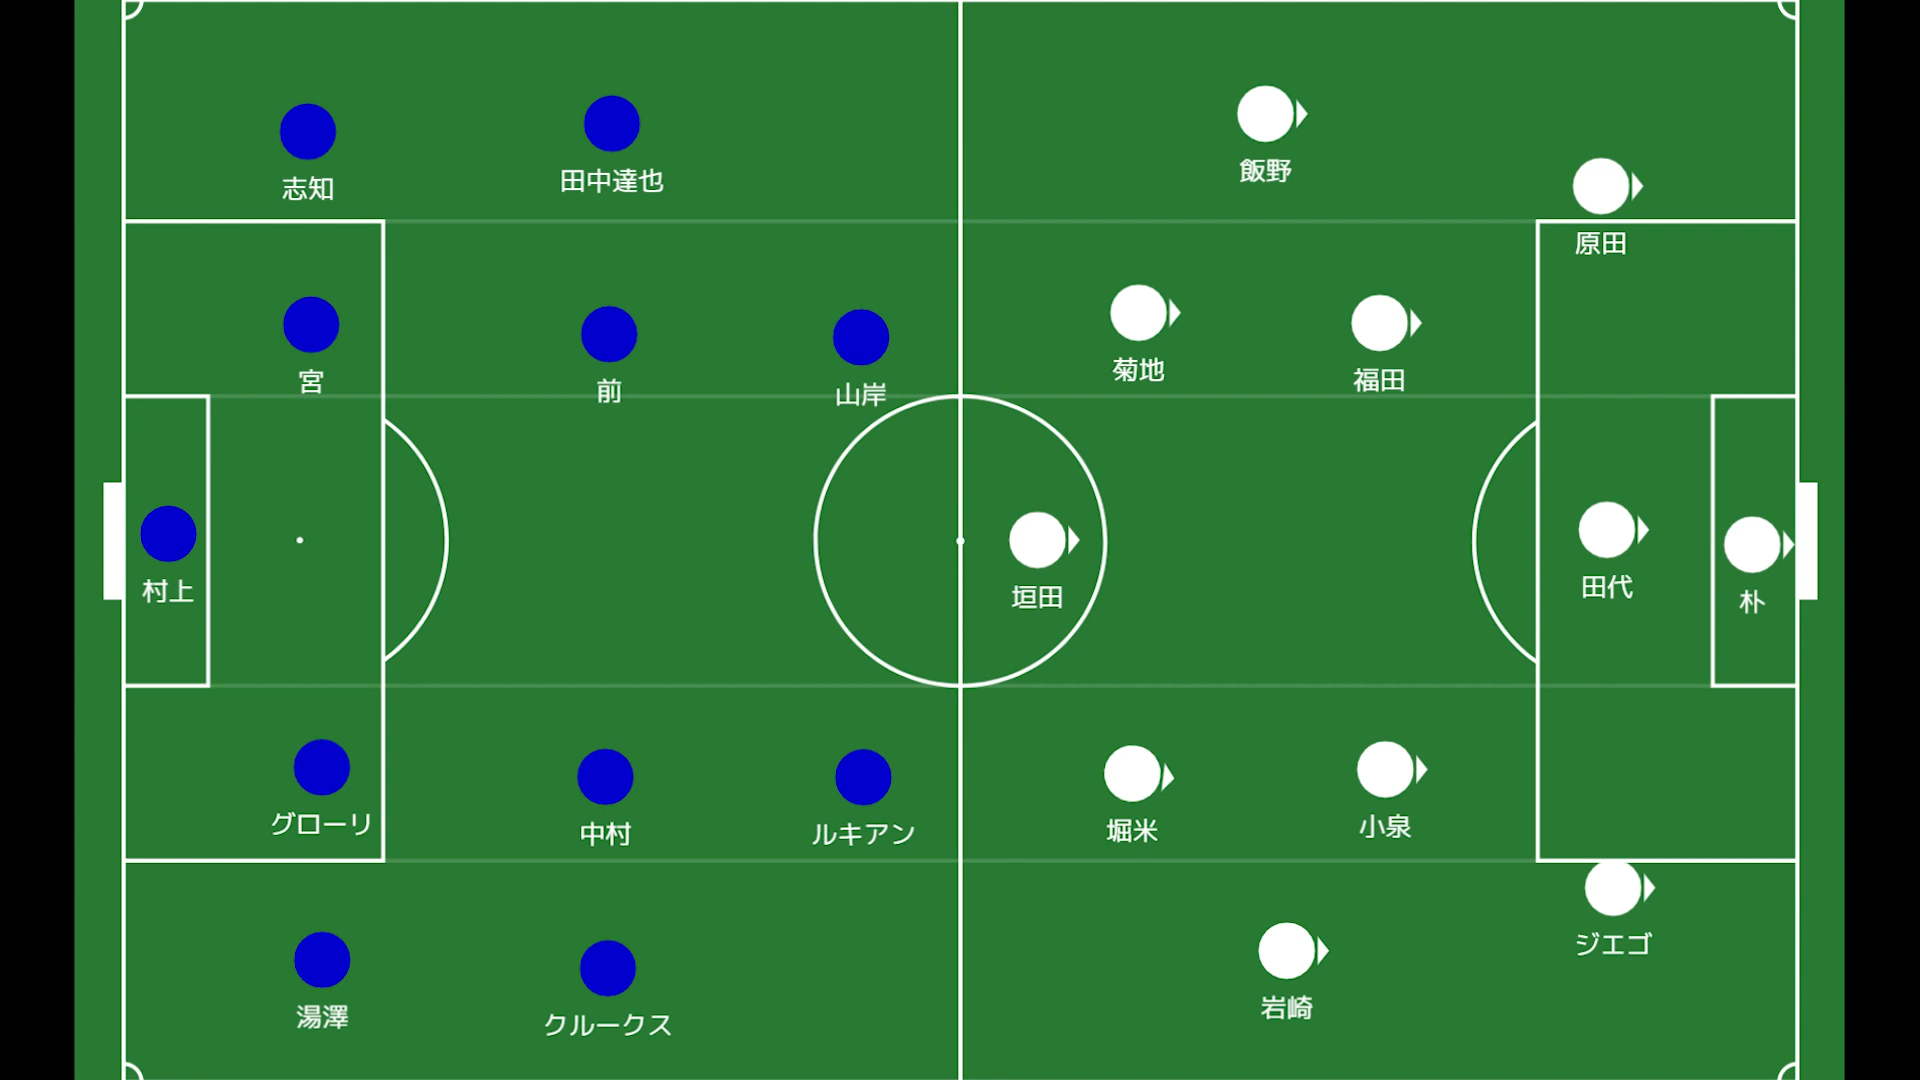 飯野
志知
田中達也
原田
菊地
福田
宮
前
山岸
村上
垣田
田代
朴
グローリ
中村
ルキアン
堀米
小泉
ジエゴ
湯澤
クルークス
岩崎